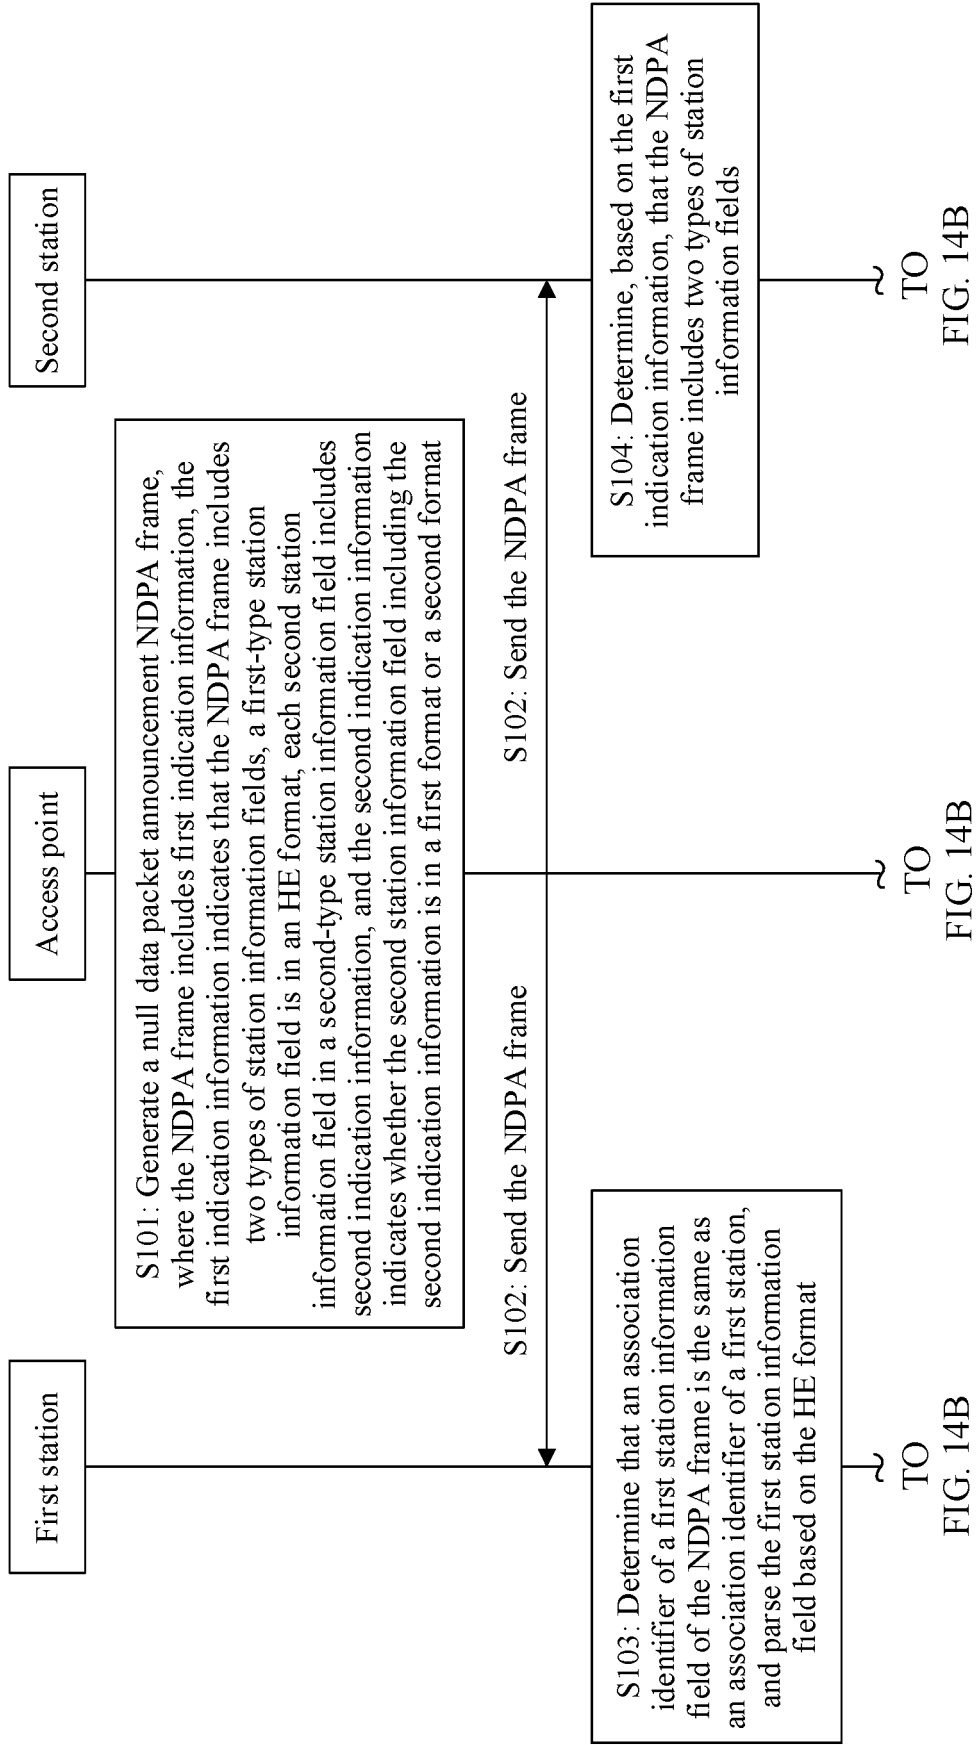 First station
Access point
Second station
S101: Generate a null data packet announcement NDPA frame,
where the NDPA frame includes first indication information, the
first indication information indicates that the NDPA frame includes
two types of station information fields, a first-type station
information field is in an HE format, each second station
information field in a second-type station information field includes
second indication information, and the second indication information
indicates whether the second station information field including the
second indication information is in a first format or a second format
S102: Send the NDPA frame
S102: Send the NDPA frame
S103: Determine that an association
identifier of a first station information
field of the NDPA frame is the same as
an association identifier of a first station,
and parse the first station information
field based on the HE format
S104: Determine, based on the first
indication information, that the NDPA
frame includes two types of station
information fields
TO
FIG. 14B
TO
FIG. 14B
TO
FIG. 14B